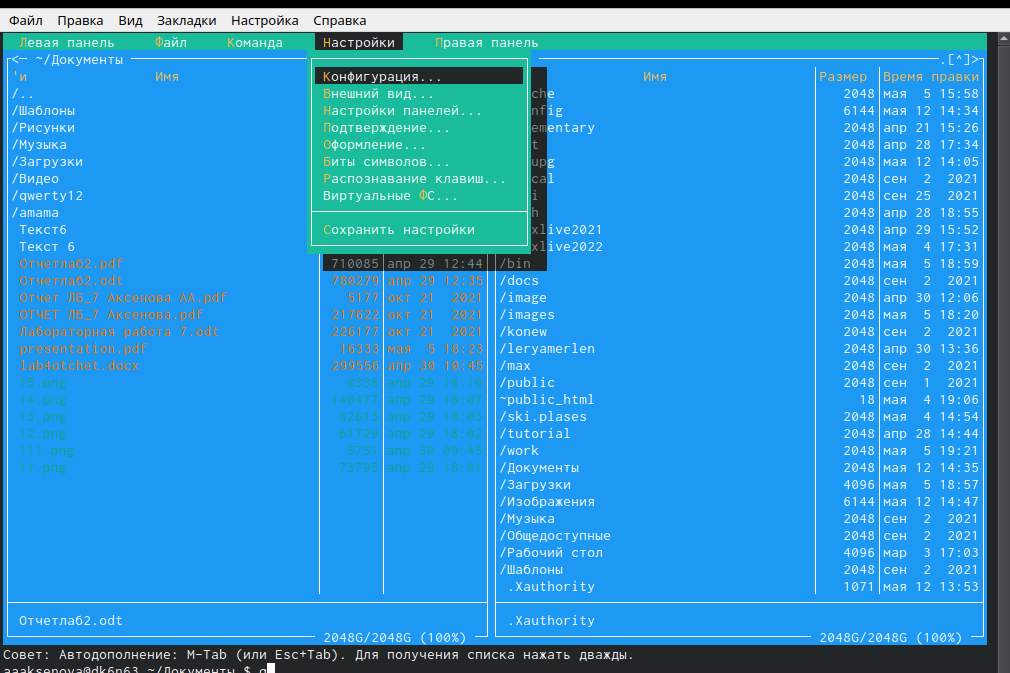 Файл Правка Вид Закладки Настройка Справка
Левая панель Файл Команда Настройки Правая панель
<─ ~/Документы .[^]>
'и Имя Имя Размер Время правки
Конфигурация...
Внешний вид...
Настройки панелей...
Подтверждение...
Оформление...
Биты символов...
Распознавание клавиш...
Виртуальные ФС...
Сохранить настройки
/..
/Шаблоны
/Рисунки
/Музыка
/Загрузки
/Видео
/qwerty12
/amama
Текст6
Текст 6
Отчетла62.pdf 710085 апр 29 12:44
Отчетла62.odt 780279 апр 29 12:35
Отчет ЛБ_7 Аксенова АА.pdf 5177 окт 21 2021
ОТЧЕТ ЛБ_7 Аксенова.pdf 217622 окт 21 2021
Лабораторная работа 7.odt 226177 окт 21 2021
presentation.pdf 16333 мая 5 18:23
lab4otchet.docx 299556 апр 30 10:45
15.png 8338 апр 29 18:10
14.png 140477 апр 29 18:07
13.png 82613 апр 29 18:03
12.png 61729 апр 29 18:02
111.png 5751 апр 30 09:45
11.png 73796 апр 29 18:01
che 2048 мая 5 15:58
nfig 6144 мая 12 14:34
ementary 2048 апр 21 15:26
t 2048 апр 28 17:34
upg 2048 мая 12 14:05
cal 2048 сен 2 2021
i 2048 сен 25 2021
h 2048 апр 28 18:55
xlive2021 2048 апр 29 15:52
xlive2022 2048 мая 4 17:31
/bin 2048 мая 5 18:59
/docs 2048 сен 2 2021
/image 2048 апр 30 12:06
/images 2048 мая 5 18:20
/konew 2048 сен 2 2021
/leryamerlen 2048 апр 30 13:36
/max 2048 сен 2 2021
/public 2048 сен 1 2021
~public_html 18 мая 4 19:06
/ski.plases 2048 мая 4 14:54
/tutorial 2048 апр 28 14:44
/work 2048 мая 5 19:21
/Документы 2048 мая 12 14:35
/Загрузки 4096 мая 5 18:57
/Изображения 6144 мая 12 14:47
/Музыка 2048 сен 2 2021
/Общедоступные 2048 сен 2 2021
/Рабочий стол 4096 мар 3 17:03
/Шаблоны 2048 сен 2 2021
.Xauthority 1071 мая 12 13:53
Отчетла62.odt .Xauthority
2048G/2048G (100%) 2048G/2048G (100%)
Совет: Автодополнение: M-Tab (или Esc+Tab). Для получения списка нажать дважды.
aaaksenova@dk6n63 ~/Документы $ g